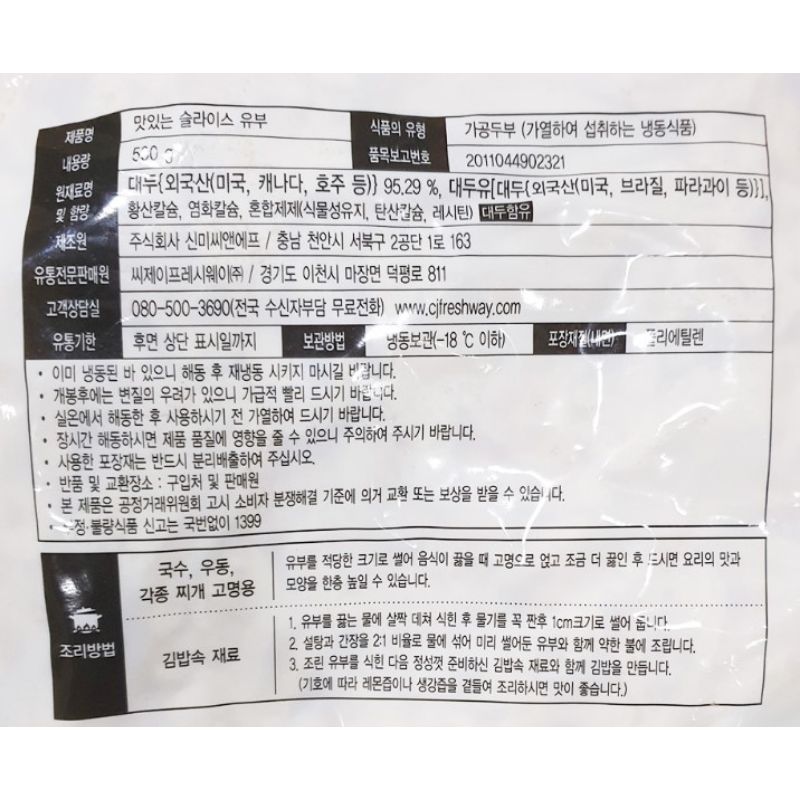 제품명 맛있는 슬라이스 유부 식품의 유형 가공두부 (가열하여 섭취하는 냉동식품)
내용량 500 g 품목보고번호 2011044902321
원재료명 및 함량 대두{외국산(미국, 캐나다, 호주 등)} 95.29 %, 대두유[대두{외국산(미국, 브라질, 파라과이 등)}],
황산칼슘, 염화칼슘, 혼합제제(식물성유지, 탄산칼슘, 레시틴) 대두함유
제조원 주식회사 신미씨앤에프 / 충남 천안시 서북구 2공단 1로 163
유통전문판매원 씨제이프레시웨이㈜ / 경기도 이천시 마장면 덕평로 811
고객상담실 080-500-3690(전국 수신자부담 무료전화) www.cjfreshway.com
유통기한 후면 상단 표시일까지 보관방법 냉동보관(-18 ℃ 이하) 포장재질(내면) 폴리에틸렌
• 이미 냉동된 바 있으니 해동 후 재냉동 시키지 마시길 바랍니다.
• 개봉후에는 변질의 우려가 있으니 가급적 빨리 드시기 바랍니다.
• 실온에서 해동한 후 사용하시기 전 가열하여 드시기 바랍니다.
• 장시간 해동하시면 제품 품질에 영향을 줄 수 있으니 주의하여 주시기 바랍니다.
• 사용한 포장재는 반드시 분리배출하여 주십시오.
• 반품 및 교환장소 : 구입처 및 판매원
• 본 제품은 공정거래위원회 고시 소비자 분쟁해결 기준에 의거 교환 또는 보상을 받을 수 있습니다.
• 부정·불량식품 신고는 국번없이 1399
조리방법
국수, 우동,
각종 찌개 고명용
유부를 적당한 크기로 썰어 음식이 끓을 때 고명으로 얹고 조금 더 끓인 후 드시면 요리의 맛과
모양을 한층 높일 수 있습니다.
김밥속 재료
1. 유부를 끓는 물에 살짝 데쳐 식힌 후 물기를 꼭 짠후 1cm크기로 썰어 둡니다.
2. 설탕과 간장을 2:1 비율로 물에 섞어 미리 썰어둔 유부와 함께 약한 불에 조립니다.
3. 조린 유부를 식힌 다음 정성껏 준비하신 김밥속 재료와 함께 김밥을 만듭니다.
(기호에 따라 레몬즙이나 생강즙을 곁들여 조리하시면 맛이 좋습니다.)